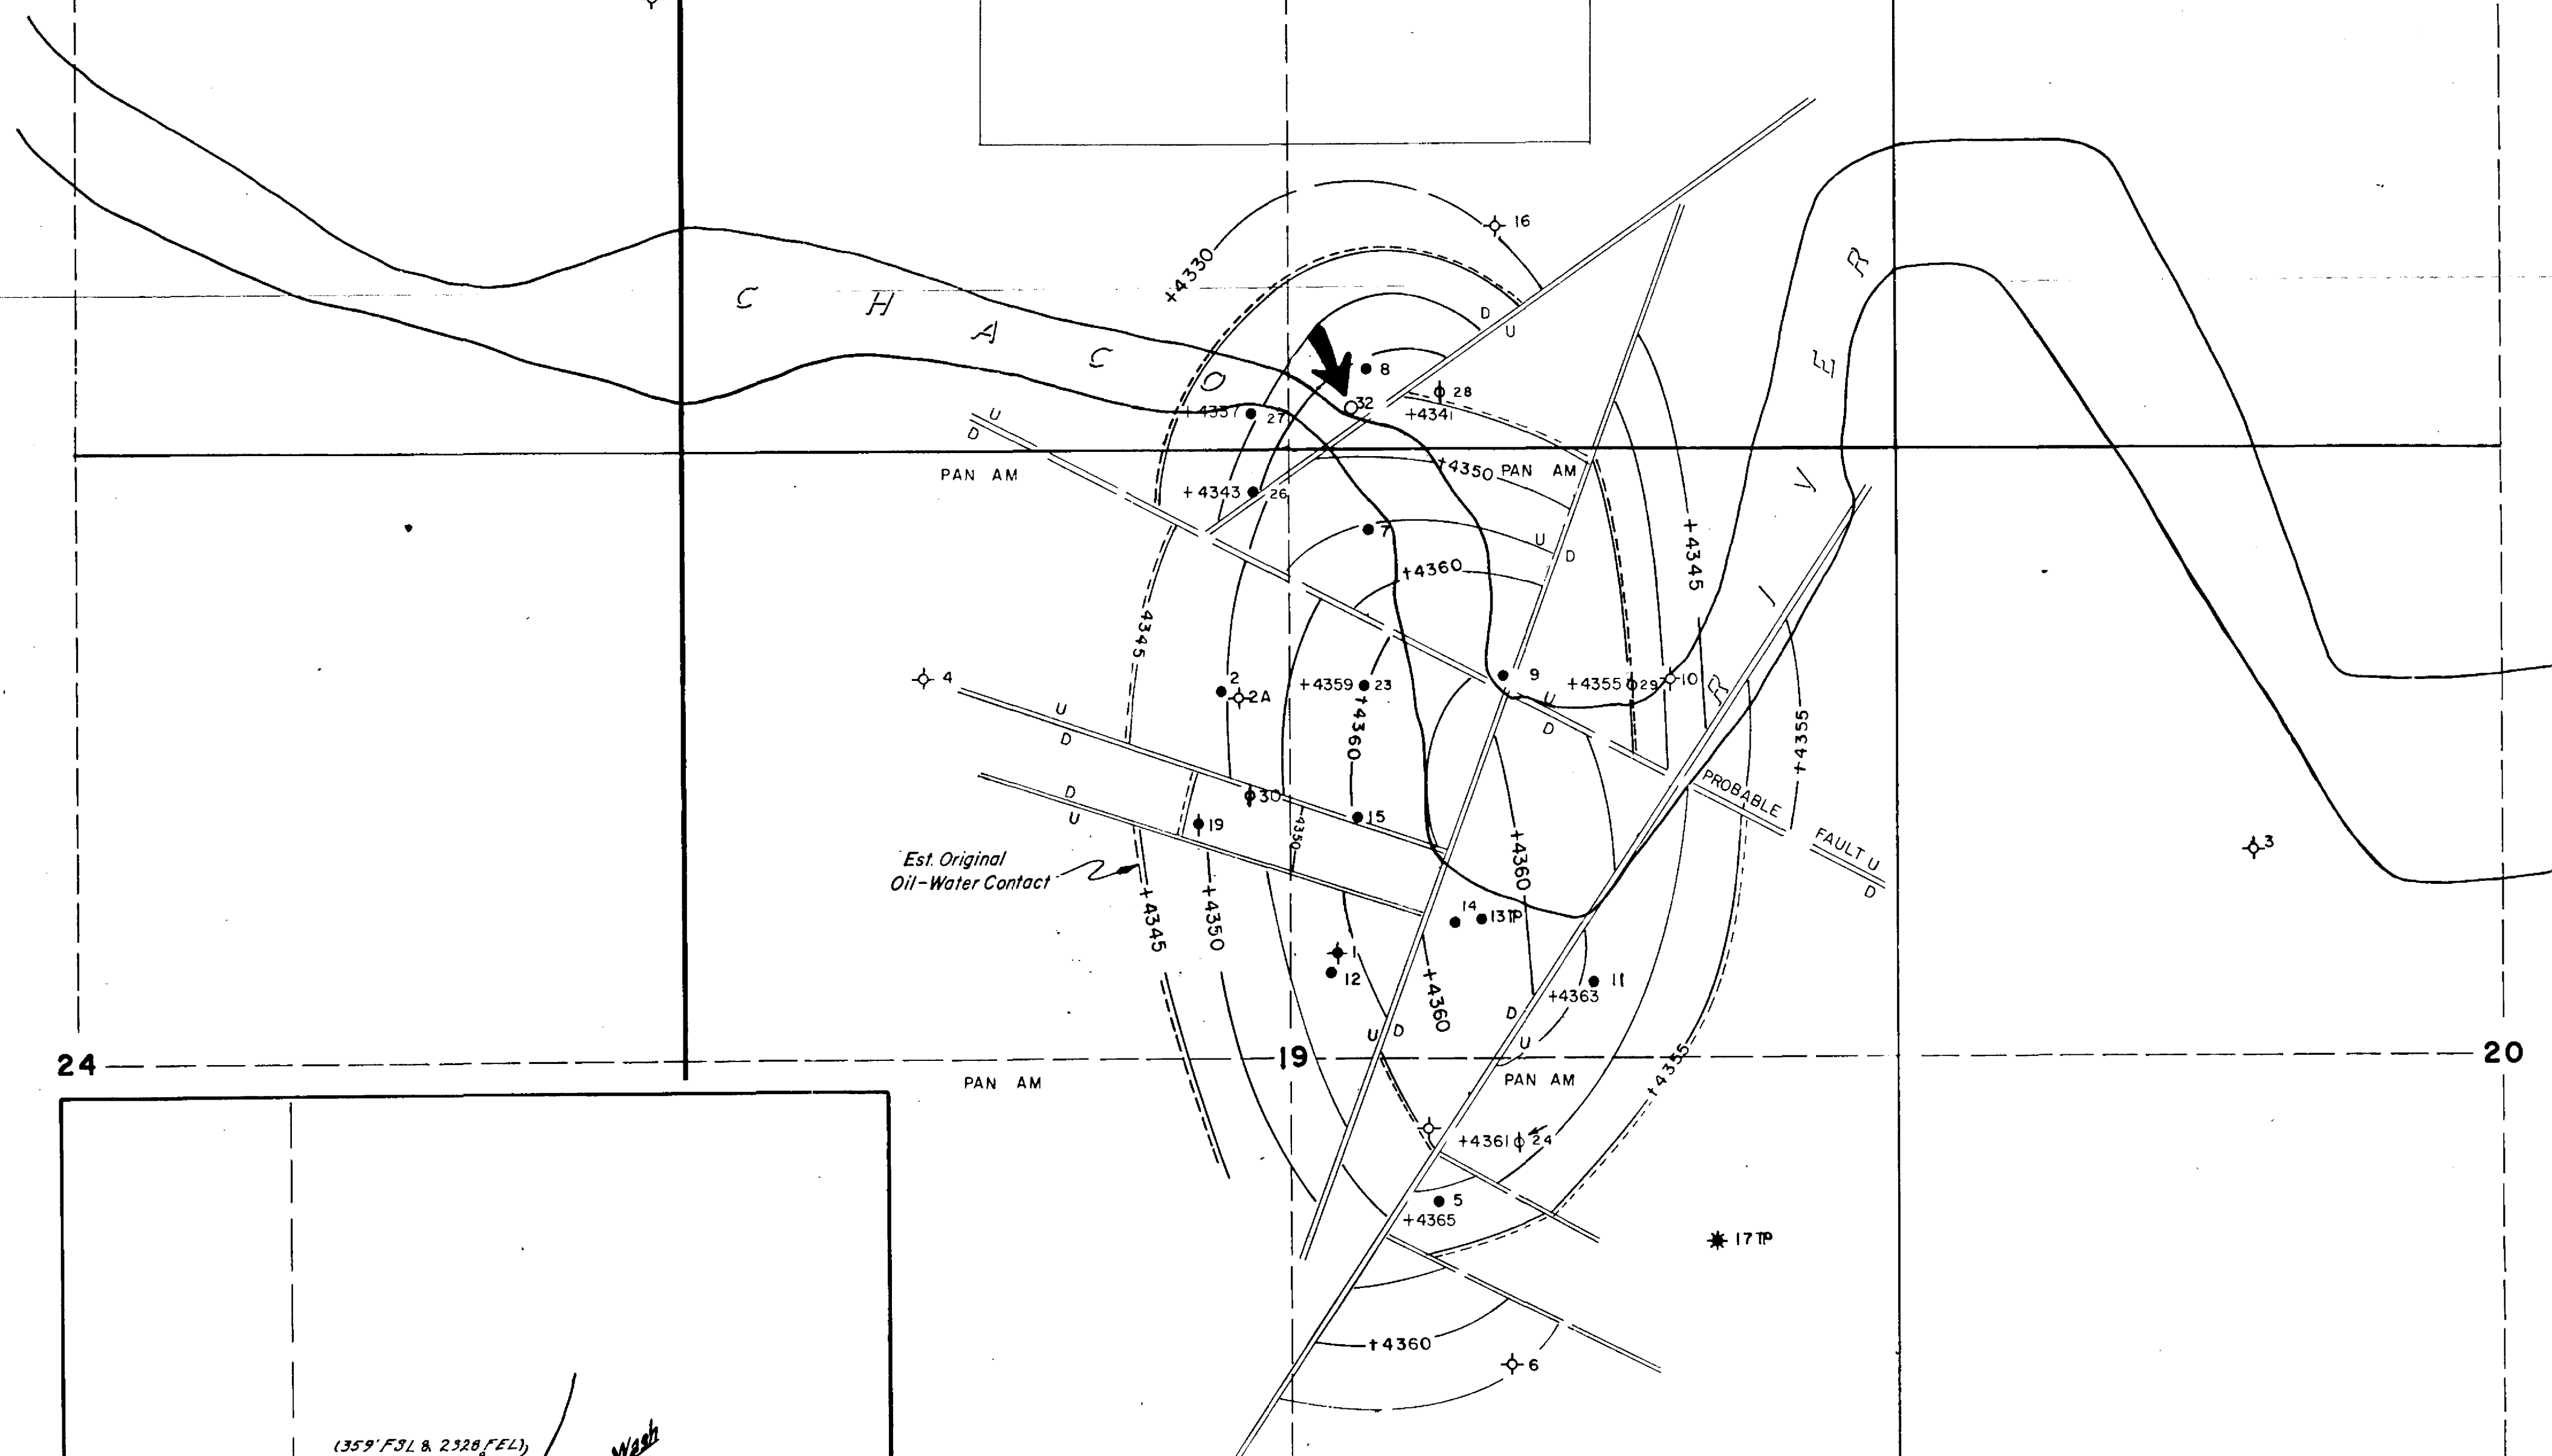 16
+4330
C H A C O
R I V E R
D
U
8
32
28
+4341
+4337
27
U
D
PAN AM
+4350
PAN AM
+4343
26
7
U
D
+4345
+4360
4345
4
2
2A
+4359
23
9
+4355
29
10
+4360
U
D
U
D
+4355
PROBABLE FAULT
U
D
D
U
30
19
4350
15
3
Est. Original
Oil-Water Contact
+4345
+4350
+4360
14
13TP
1
12
+4360
11
+4363
D
U
U
D
24
19
20
PAN AM
PAN AM
+4355
+4361
24
5
+4365
17TP
+4360
6
(359' FSL & 2328' FEL)
Wash